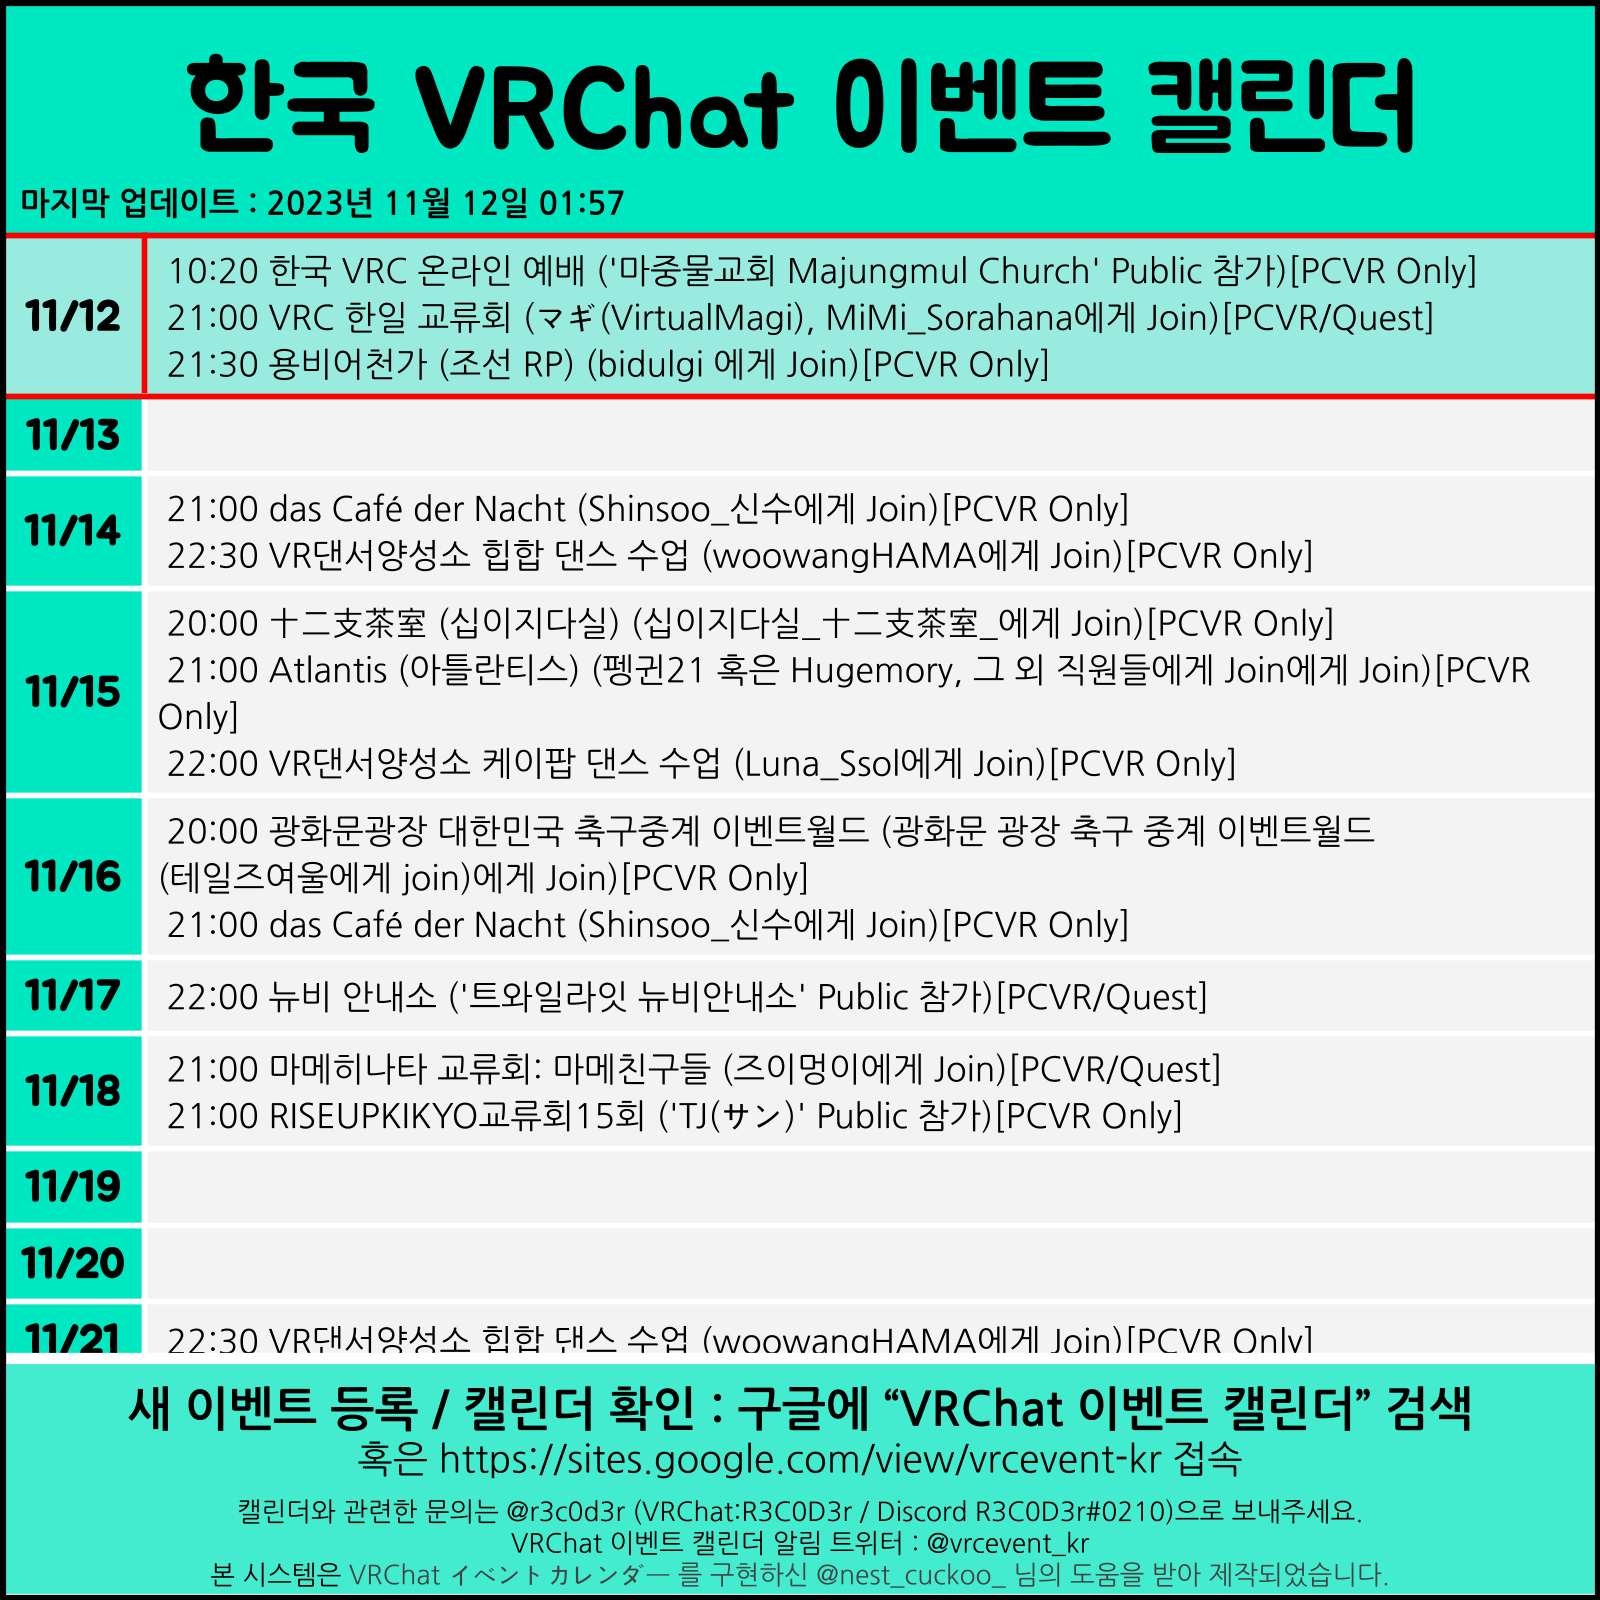 한국 VRChat 이벤트 캘린더
마지막 업데이트 : 2023년 11월 12일 01:57
11/12
10:20 한국 VRC 온라인 예배 ('마중물교회 Majungmul Church' Public 참가)[PCVR Only]
21:00 VRC 한일 교류회 (マギ(VirtualMagi), MiMi_Sorahana에게 Join)[PCVR/Quest]
21:30 용비어천가 (조선 RP) (bidulgi 에게 Join)[PCVR Only]
11/13
11/14
21:00 das Café der Nacht (Shinsoo_신수에게 Join)[PCVR Only]
22:30 VR댄서양성소 힙합 댄스 수업 (woowangHAMA에게 Join)[PCVR Only]
11/15
20:00 十二支茶室 (십이지다실) (십이지다실_十二支茶室_에게 Join)[PCVR Only]
21:00 Atlantis (아틀란티스) (펭귄21 혹은 Hugemory, 그 외 직원들에게 Join에게 Join)[PCVR
Only]
22:00 VR댄서양성소 케이팝 댄스 수업 (Luna_Ssol에게 Join)[PCVR Only]
11/16
20:00 광화문광장 대한민국 축구중계 이벤트월드 (광화문 광장 축구 중계 이벤트월드
(테일즈여울에게 join)에게 Join)[PCVR Only]
21:00 das Café der Nacht (Shinsoo_신수에게 Join)[PCVR Only]
11/17
22:00 뉴비 안내소 ('트와일라잇 뉴비안내소' Public 참가)[PCVR/Quest]
11/18
21:00 마메히나타 교류회: 마메친구들 (즈이멍이에게 Join)[PCVR/Quest]
21:00 RISEUPKIKYO교류회15회 ('TJ(サン)' Public 참가)[PCVR Only]
11/19
11/20
11/21
22:30 VR댄서양성소 힙합 댄스 수업 (woowangHAMA에게 Join)[PCVR Only]
새 이벤트 등록 / 캘린더 확인 : 구글에 “VRChat 이벤트 캘린더” 검색
혹은 https://sites.google.com/view/vrcevent-kr 접속
캘린더와 관련한 문의는 @r3c0d3r (VRChat:R3C0D3r / Discord R3C0D3r#0210)으로 보내주세요.
VRChat 이벤트 캘린더 알림 트위터 : @vrcevent_kr
본 시스템은 VRChat イベントカレンダー 를 구현하신 @nest_cuckoo_ 님의 도움을 받아 제작되었습니다.